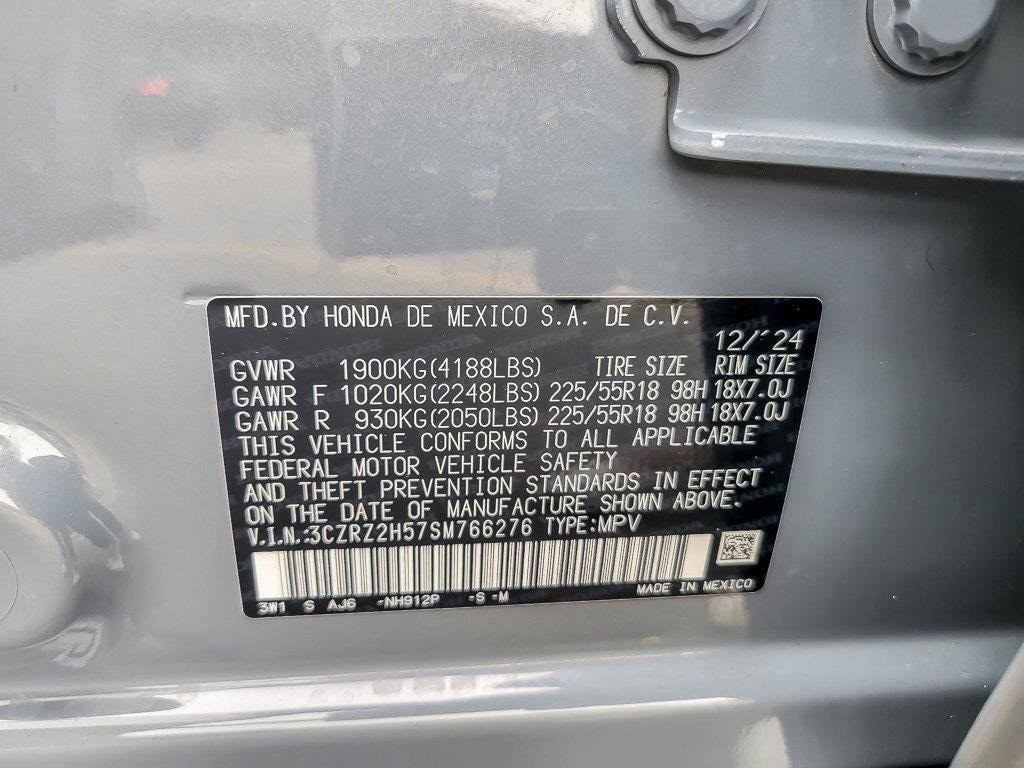 MFD.BY HONDA DE MEXICO S.A. DE C.V.
12/'24
GVWR 1900KG(4188LBS) TIRE SIZE RIM SIZE
GAWR F 1020KG(2248LBS) 225/55R18 98H 18X7.0J
GAWR R 930KG(2050LBS) 225/55R18 98H 18X7.0J
THIS VEHICLE CONFORMS TO ALL APPLICABLE
FEDERAL MOTOR VEHICLE SAFETY
AND THEFT PREVENTION STANDARDS IN EFFECT
ON THE DATE OF MANUFACTURE SHOWN ABOVE.
V.I.N.:3CZRZ2H57SM766276 TYPE:MPV
3W1 S AJ6 -NH912P -S -M MADE IN MEXICO